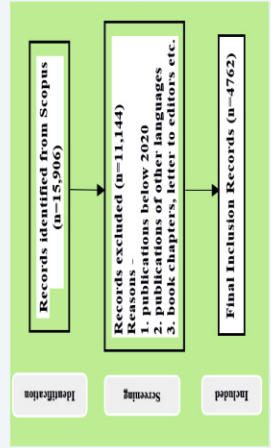 Identification
Records identified from Scopus
(n=15,906)
Screening
Records excluded (n=11,144)
Reasons -
1. publications below 2020
2. publications of other languages
3. book chapters, letter to editors etc.
Included
Final Inclusion Records (n=4762)